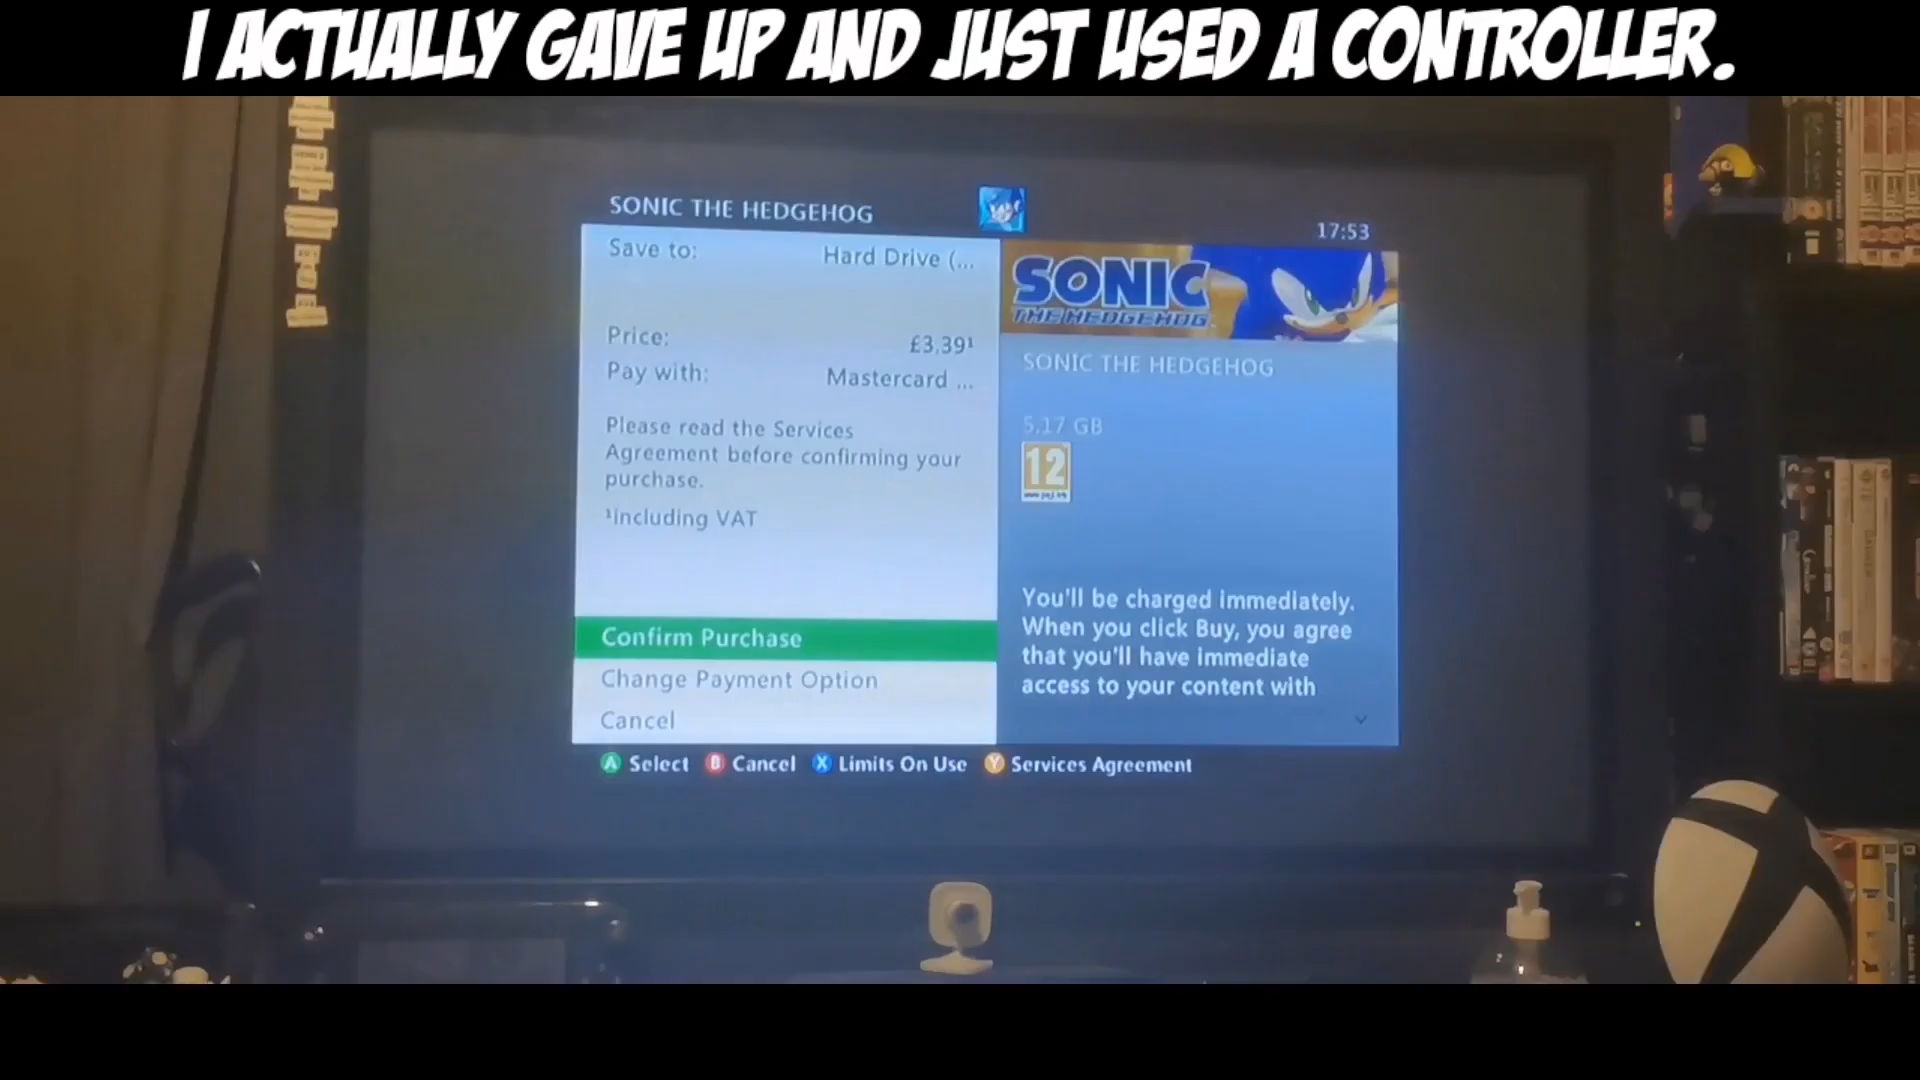 I ACTUALLY GAVE UP AND JUST USED A CONTROLLER.
SONIC THE HEDGEHOG
17:53
Save to: Hard Drive (...
Price: £3.39¹
Pay with: Mastercard ...
Please read the Services
Agreement before confirming your
purchase.
¹Including VAT
Confirm Purchase
Change Payment Option
Cancel
SONIC
THE HEDGEHOG
SONIC THE HEDGEHOG
5.17 GB
12
You'll be charged immediately.
When you click Buy, you agree
that you'll have immediate
access to your content with
A Select B Cancel X Limits On Use Y Services Agreement